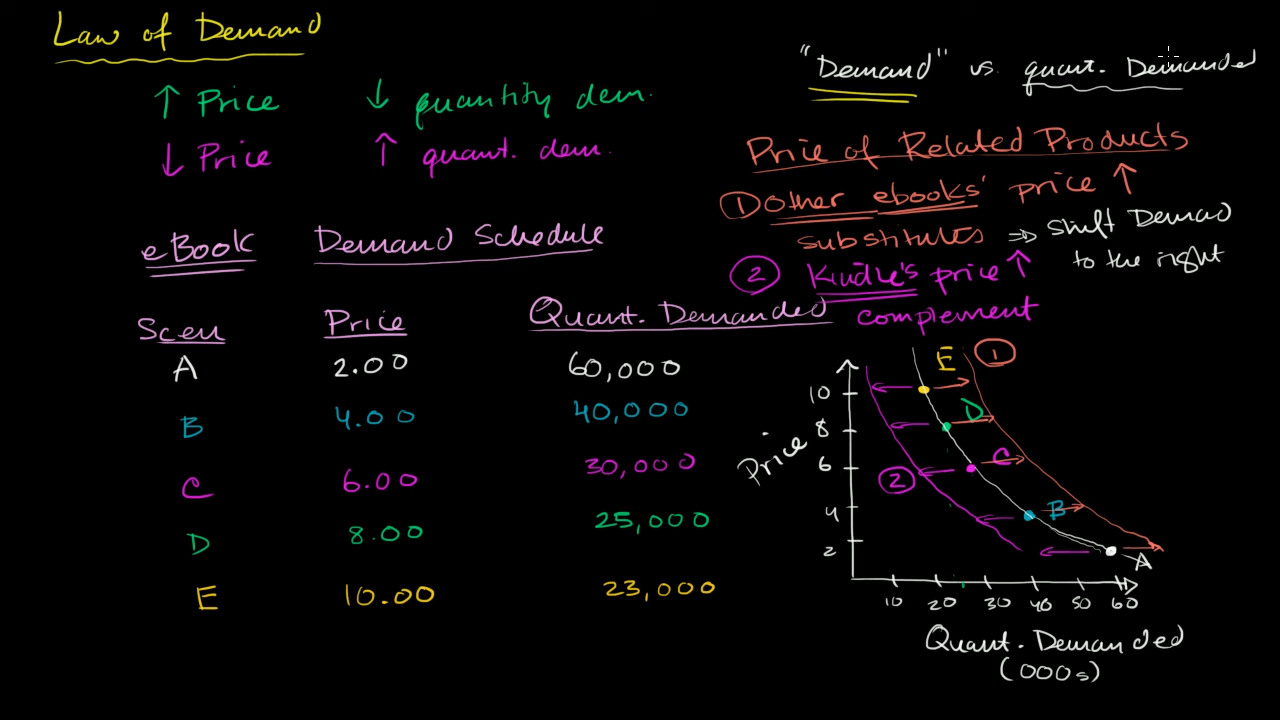 Law of Demand
↑ Price ↓ quantity dem.
↓ Price ↑ quant. dem.
"Demand" vs. quant. Demanded
Price of Related Products
① other ebooks' price ↑
substitutes ⇒ shift Demand
to the right
② Kindle's price ↑
complement
eBook Demand Schedule
Scen Price Quant. Demanded
A 2.00 60,000
B 4.00 40,000
C 6.00 30,000
D 8.00 25,000
E 10.00 23,000
E ①
10
D
8
Price
6
C
②
4
B
2
A
10 20 30 40 50 60
Quant. Demanded
(000s)